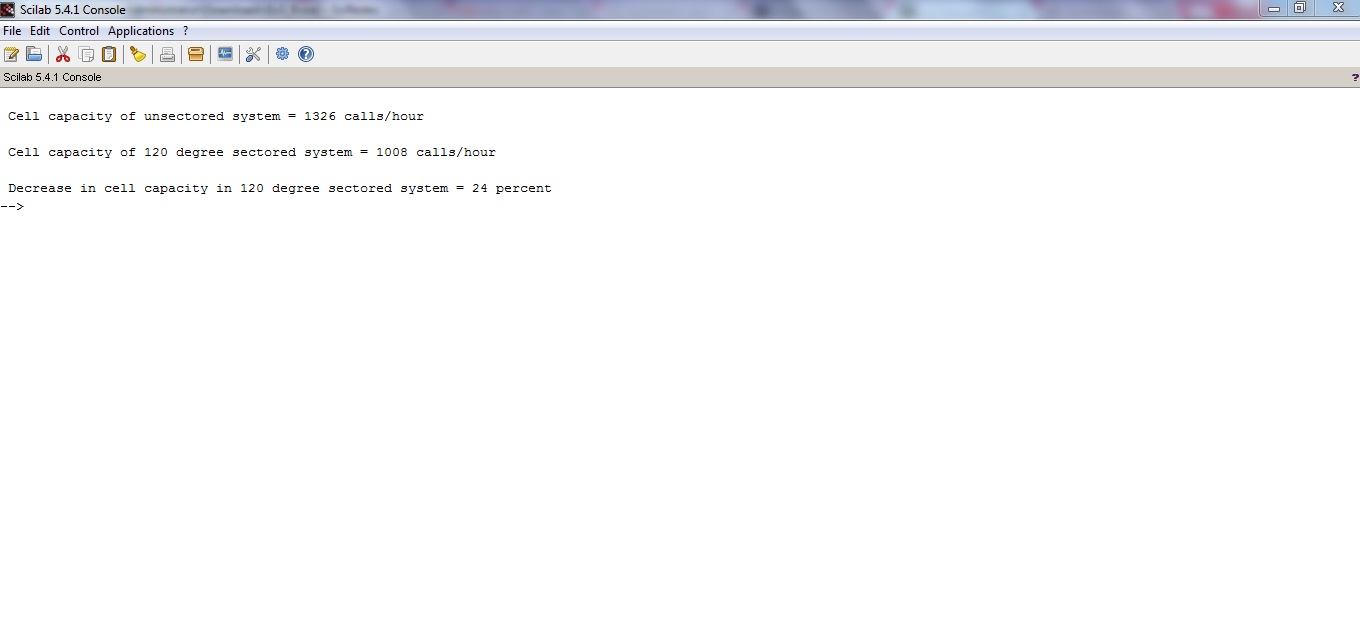 Scilab 5.4.1 Console
File Edit Control Applications ?
Scilab 5.4.1 Console ?
Cell capacity of unsectored system = 1326 calls/hour
Cell capacity of 120 degree sectored system = 1008 calls/hour
Decrease in cell capacity in 120 degree sectored system = 24 percent
-->